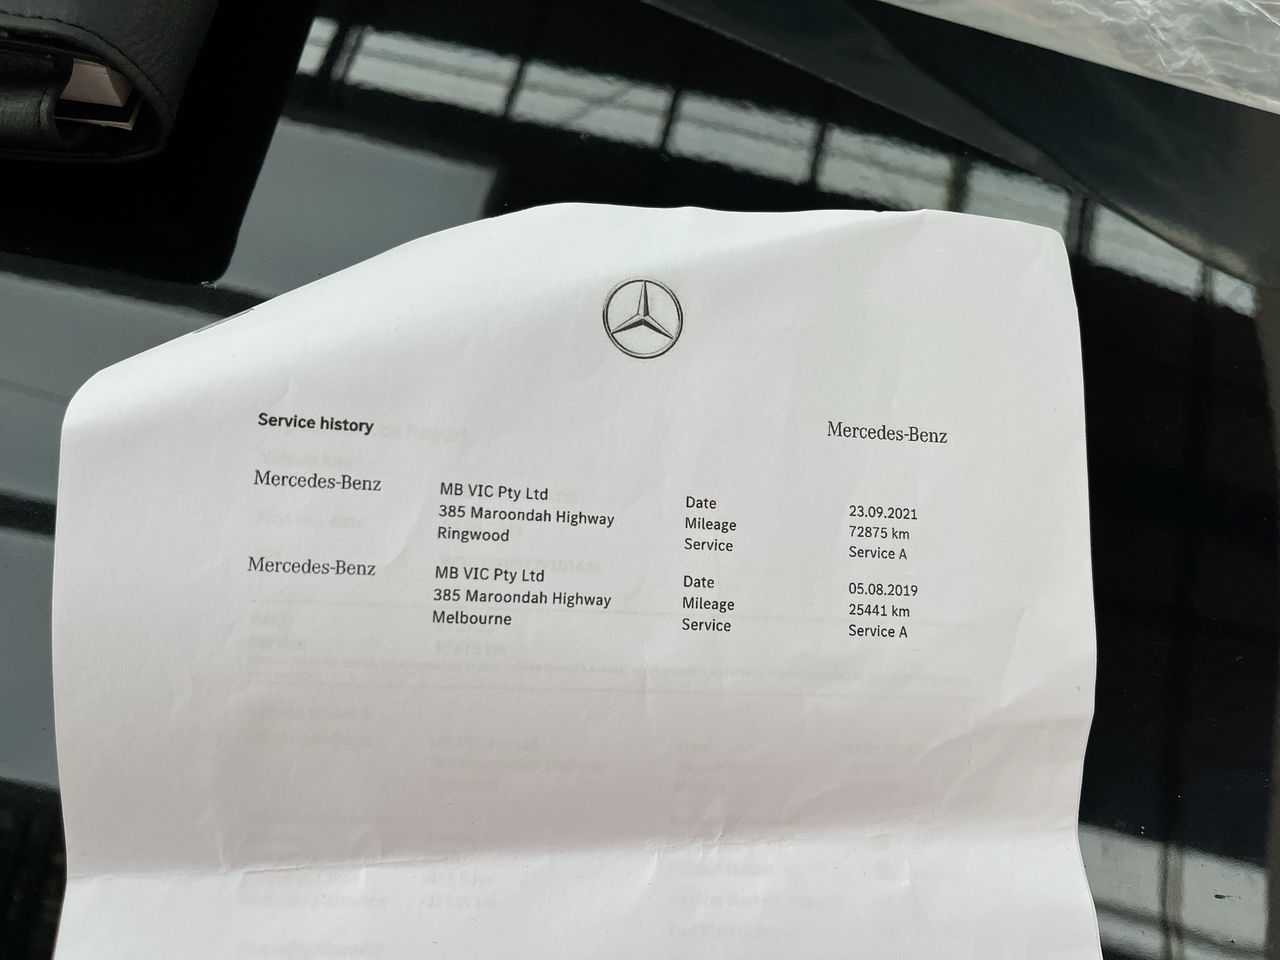 Service history
Mercedes-Benz
Mercedes-Benz
MB VIC Pty Ltd
385 Maroondah Highway
Ringwood
Date
Mileage
Service
23.09.2021
72875 km
Service A
Mercedes-Benz
MB VIC Pty Ltd
385 Maroondah Highway
Melbourne
Date
Mileage
Service
05.08.2019
25441 km
Service A